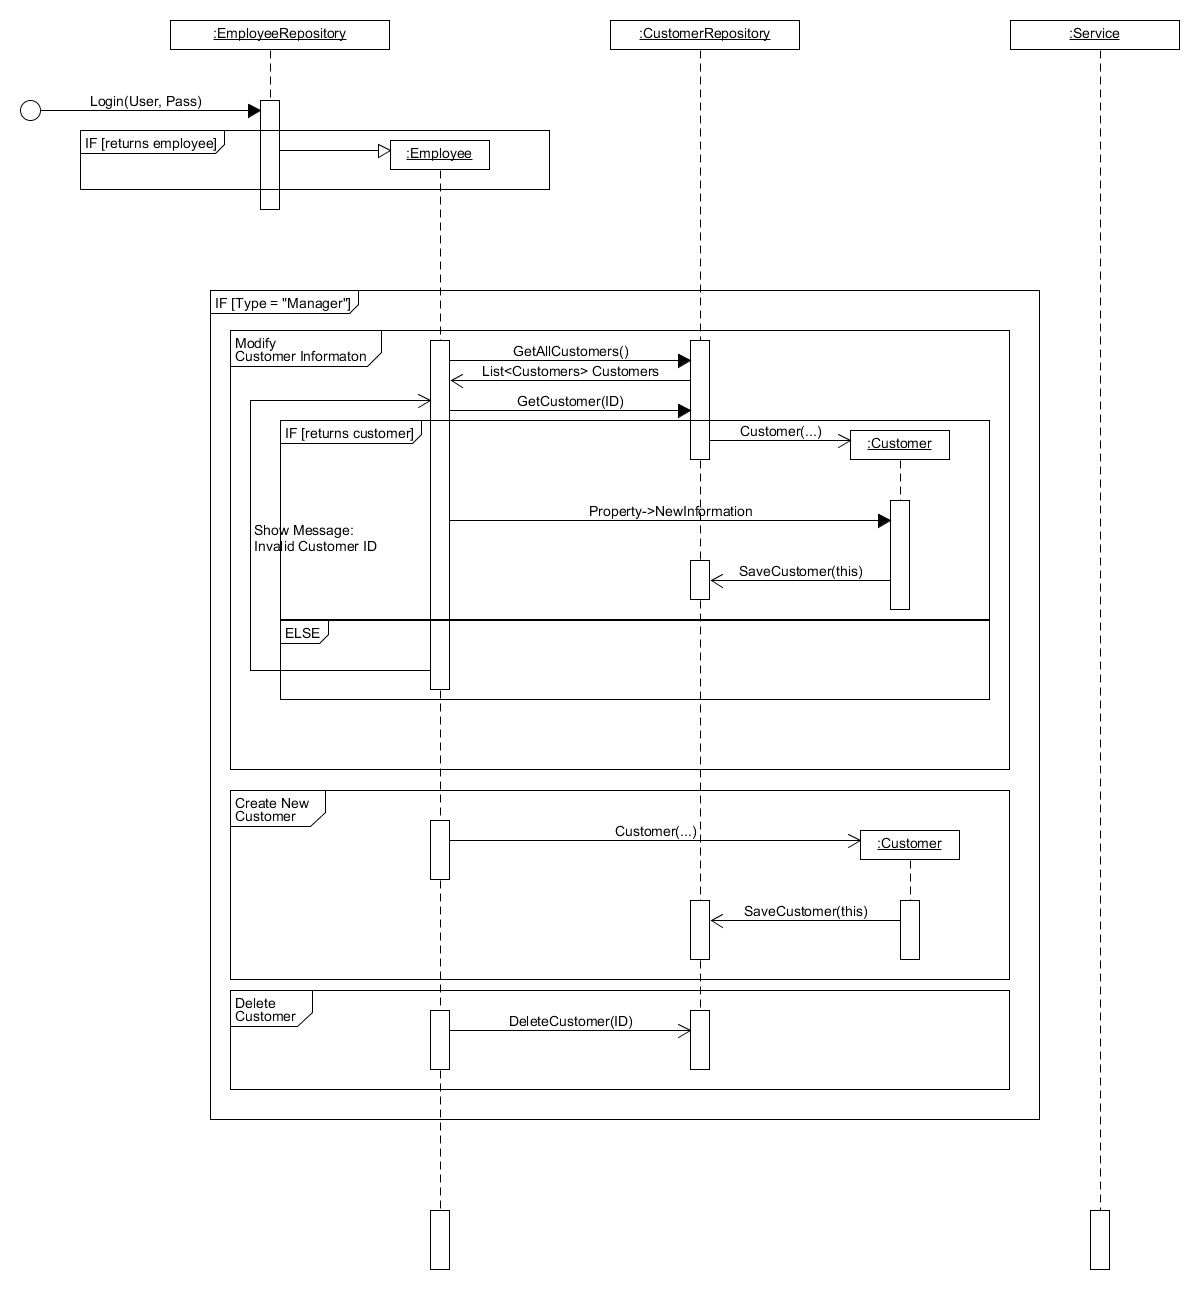 :EmployeeRepository
:CustomerRepository
:Service
Login(User, Pass)
IF [returns employee]
:Employee
IF [Type = "Manager"]
Modify
Customer Informaton
GetAllCustomers()
List<Customers> Customers
GetCustomer(ID)
IF [returns customer]
Customer(...)
:Customer
Property->NewInformation
Show Message:
Invalid Customer ID
SaveCustomer(this)
ELSE
Create New
Customer
Customer(...)
:Customer
SaveCustomer(this)
Delete
Customer
DeleteCustomer(ID)